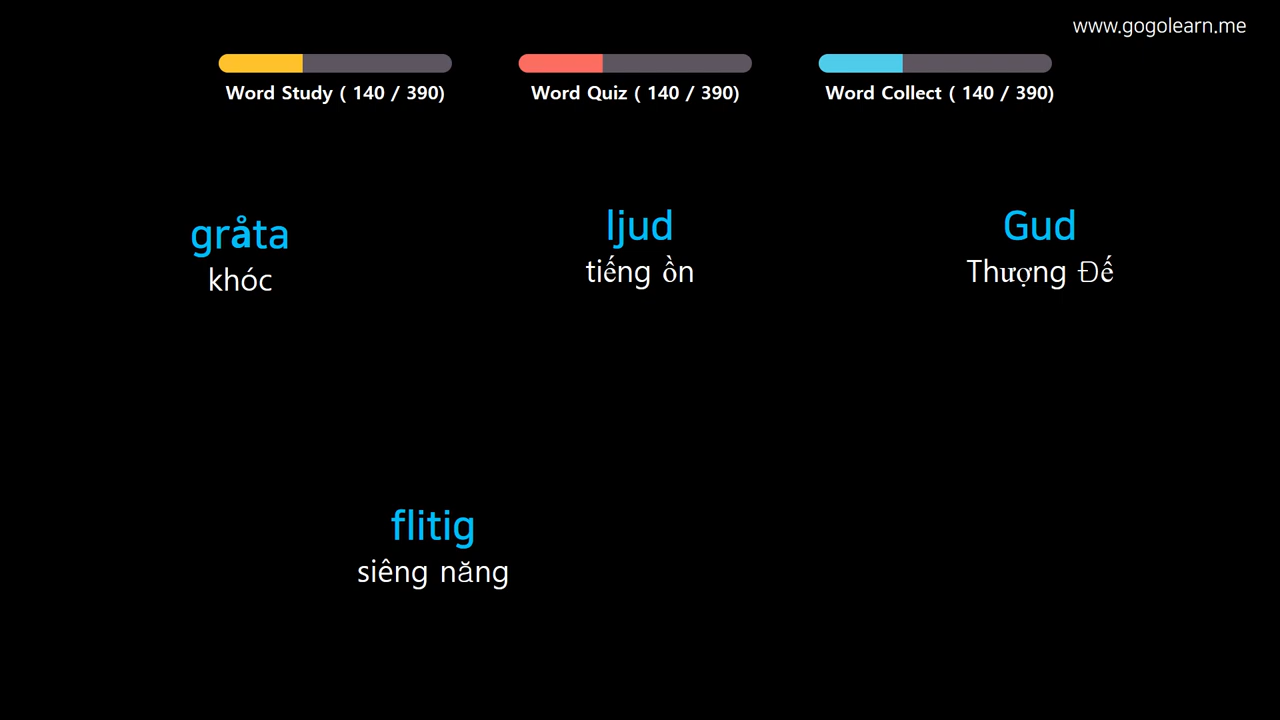 www.gogolearn.me
Word Study ( 140 / 390)
Word Quiz ( 140 / 390)
Word Collect ( 140 / 390)
gråta
khóc
ljud
tiếng ồn
Gud
Thượng Đế
flitig
siêng năng